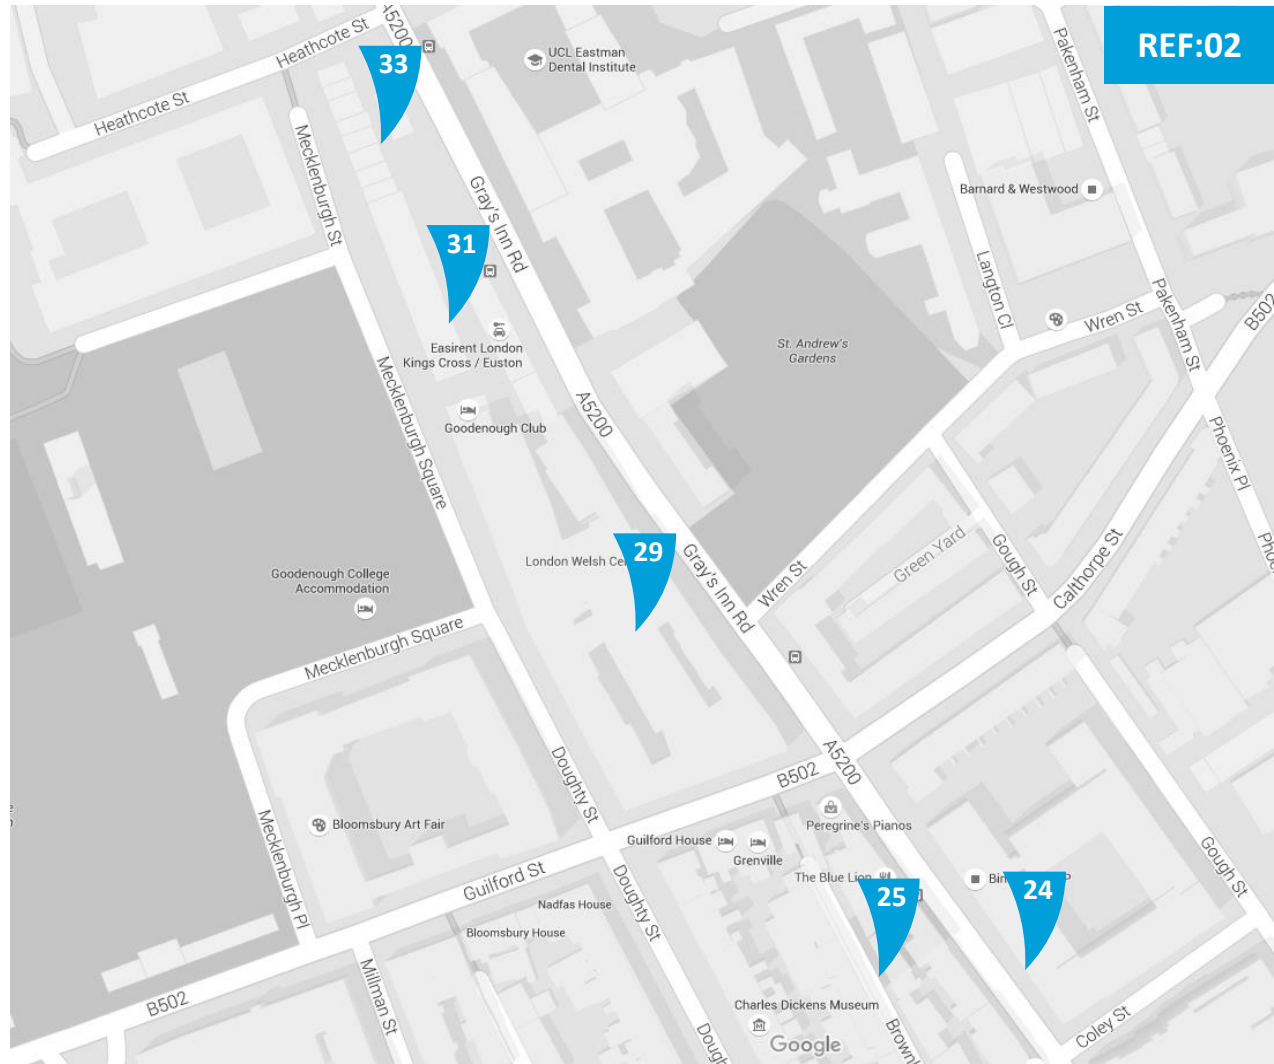 REF:02
A5200
Heathcote St
33
UCL Eastman
Dental Institute
Pakenham St
Heathcote St
Mecklenburgh St
Gray's Inn Rd
Barnard & Westwood
31
Langton Cl
Pakenham St
B502
Wren St
Easirent London
Kings Cross / Euston
St. Andrew's
Gardens
Mecklenburgh Square
A5200
Goodenough Club
Phoenix Pl
London Welsh
29
Gray's Inn Rd
Green Yard
Gough St
Calthorpe St
Wren St
Goodenough College
Accommodation
Mecklenburgh Square
Doughty St
A5200
B502
Mecklenburgh Pl
Bloomsbury Art Fair
Peregrine's Pianos
Guilford House
Grenville
Gough St
Guilford St
Doughty St
The Blue Lion
25
24
Nadfas House
Bloomsbury House
Millman St
B502
Charles Dickens Museum
Coley St
Google